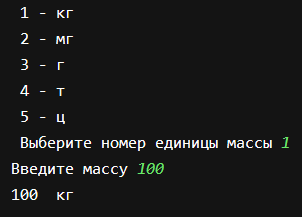 1 - кг
2 - мг
3 - г
4 - т
5 - ц
Выберите номер единицы массы 1
Введите массу 100
100  кг